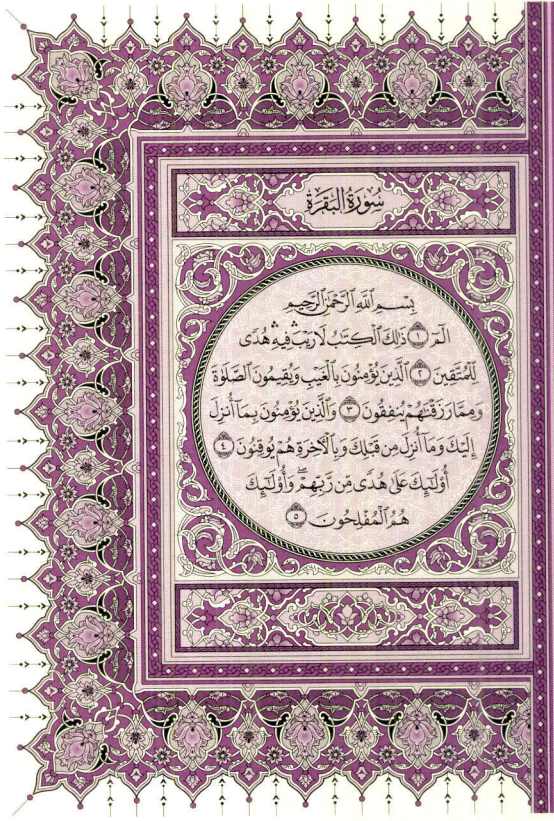 سُورَةُ البَقَرَةِ
بِسۡمِ ٱللَّهِ ٱلرَّحۡمَٰنِ ٱلرَّحِيمِ
الٓمٓ ١ ذَٰلِكَ ٱلۡكِتَٰبُ لَا رَيۡبَۛ فِيهِۛ هُدٗى
لِّلۡمُتَّقِينَ ٢ ٱلَّذِينَ يُؤۡمِنُونَ بِٱلۡغَيۡبِ وَيُقِيمُونَ ٱلصَّلَوٰةَ
وَمِمَّا رَزَقۡنَٰهُمۡ يُنفِقُونَ ٣ وَٱلَّذِينَ يُؤۡمِنُونَ بِمَآ أُنزِلَ
إِلَيۡكَ وَمَآ أُنزِلَ مِن قَبۡلِكَ وَبِٱلۡأٓخِرَةِ هُمۡ يُوقِنُونَ ٤
أُوْلَٰٓئِكَ عَلَىٰ هُدٗى مِّن رَّبِّهِمۡۖ وَأُوْلَٰٓئِكَ
هُمُ ٱلۡمُفۡلِحُونَ ٥